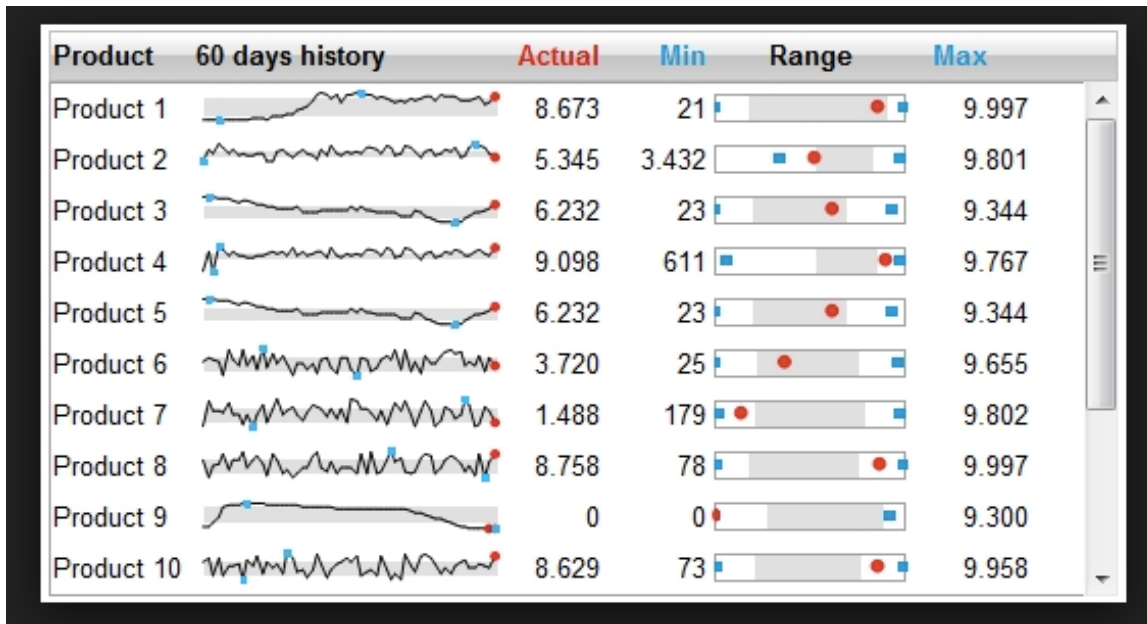 Product 60 days history Actual Min Range Max
Product 1 8.673 21 9.997
Product 2 5.345 3.432 9.801
Product 3 6.232 23 9.344
Product 4 9.098 611 9.767
Product 5 6.232 23 9.344
Product 6 3.720 25 9.655
Product 7 1.488 179 9.802
Product 8 8.758 78 9.997
Product 9 0 0 9.300
Product 10 8.629 73 9.958